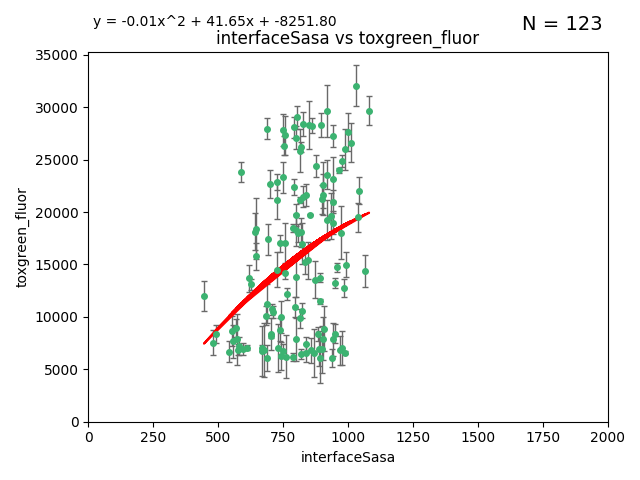 y = -0.01x^2 + 41.65x + -8251.80
N = 123
interfaceSasa vs toxgreen_fluor
35000
30000
25000
20000
15000
10000
5000
0
toxgreen_fluor
0 250 500 750 1000 1250 1500 1750 2000
interfaceSasa